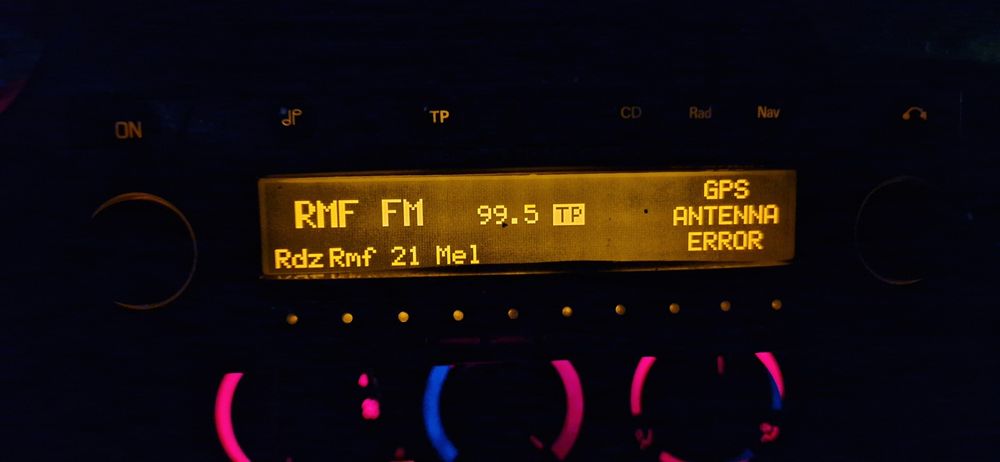 ON TP CD Rad Nav
RMF FM 99.5 TP
Rdz Rmf 21 Mel
GPS
ANTENNA
ERROR